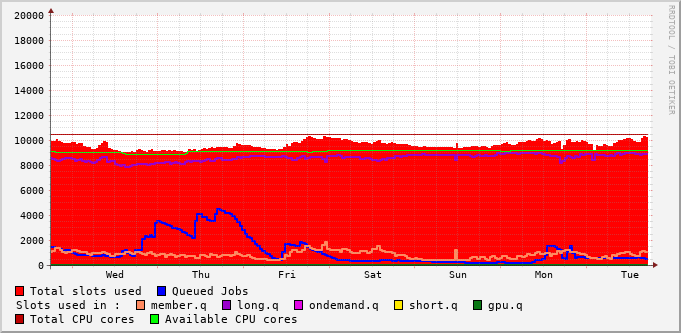 20000
18000
16000
14000
12000
10000
8000
6000
4000
2000
0
Wed Thu Fri Sat Sun Mon Tue
RRDTOOL / TOBI OETIKER
Total slots used Queued Jobs
Slots used in : member.q long.q ondemand.q short.q gpu.q
Total CPU cores Available CPU cores